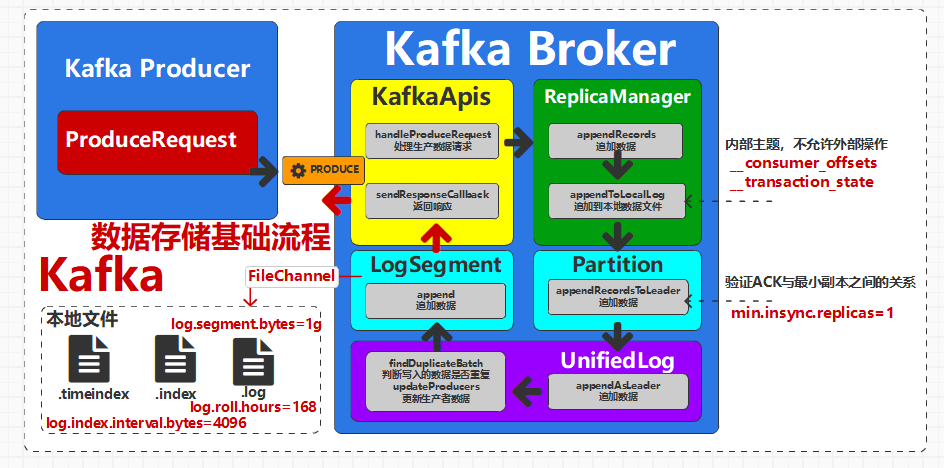 Kafka Producer
ProduceRequest
PRODUCE
Kafka Broker
KafkaApis
handleProduceRequest
处理生产数据请求
sendResponseCallback
返回响应
ReplicaManager
appendRecords
追加数据
appendToLocalLog
追加到本地数据文件
内部主题，不允许外部操作
__consumer_offsets
__transaction_state
Partition
appendRecordsToLeader
追加数据
验证ACK与最小副本之间的关系
min.insync.replicas=1
UnifiedLog
appendAsLeader
追加数据
findDuplicateBatch
判断写入的数据是否重复
updateProducers
更新生产者数据
LogSegment
append
追加数据
FileChannel
数据存储基础流程
Kafka
本地文件
log.segment.bytes=1g
.timeindex
.index
.log
log.roll.hours=168
log.index.interval.bytes=4096